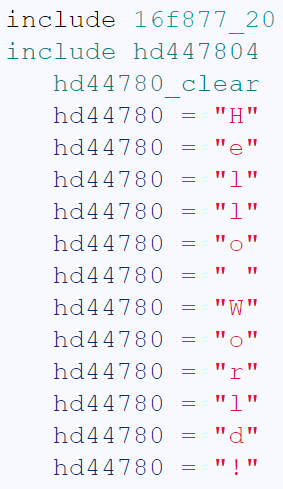 include 16f877_20
include hd447804
   hd44780_clear
   hd44780 = "H"
   hd44780 = "e"
   hd44780 = "l"
   hd44780 = "l"
   hd44780 = "o"
   hd44780 = " "
   hd44780 = "W"
   hd44780 = "o"
   hd44780 = "r"
   hd44780 = "l"
   hd44780 = "d"
   hd44780 = "!"